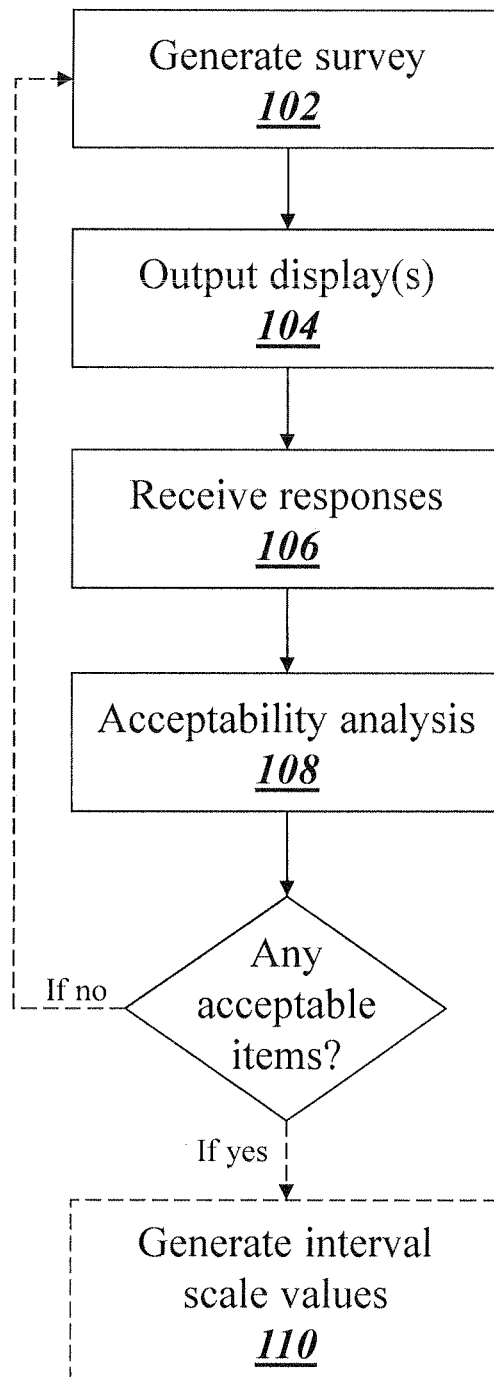 Generate survey
102
Output display(s)
104
Receive responses
106
Acceptability analysis
108
Any
acceptable
items?
If no
If yes
Generate interval
scale values
110